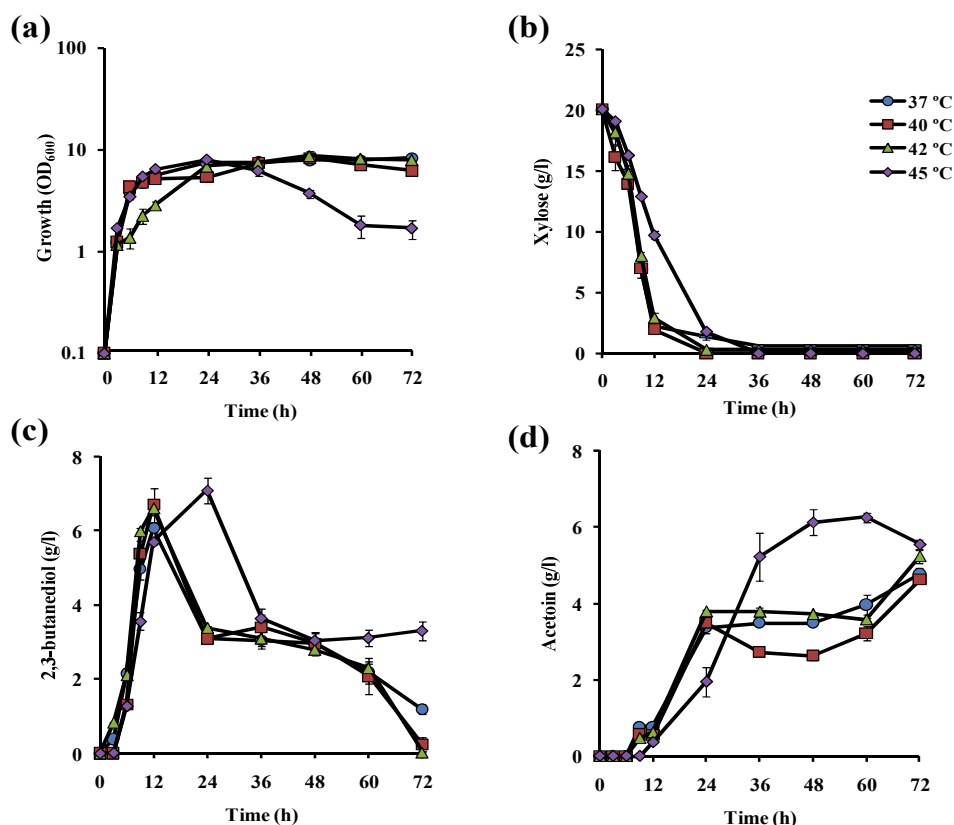 (a)
100
10
1
0.1
Growth (OD600)
0 12 24 36 48 60 72
Time (h)
(b)
25
20
15
10
5
0
Xylose (g/l)
37 ºC
40 ºC
42 ºC
45 ºC
0 12 24 36 48 60 72
Time (h)
(c)
8
6
4
2
0
2,3-butanediol (g/l)
0 12 24 36 48 60 72
Time (h)
(d)
8
6
4
2
0
Acetoin (g/l)
0 12 24 36 48 60 72
Time (h)